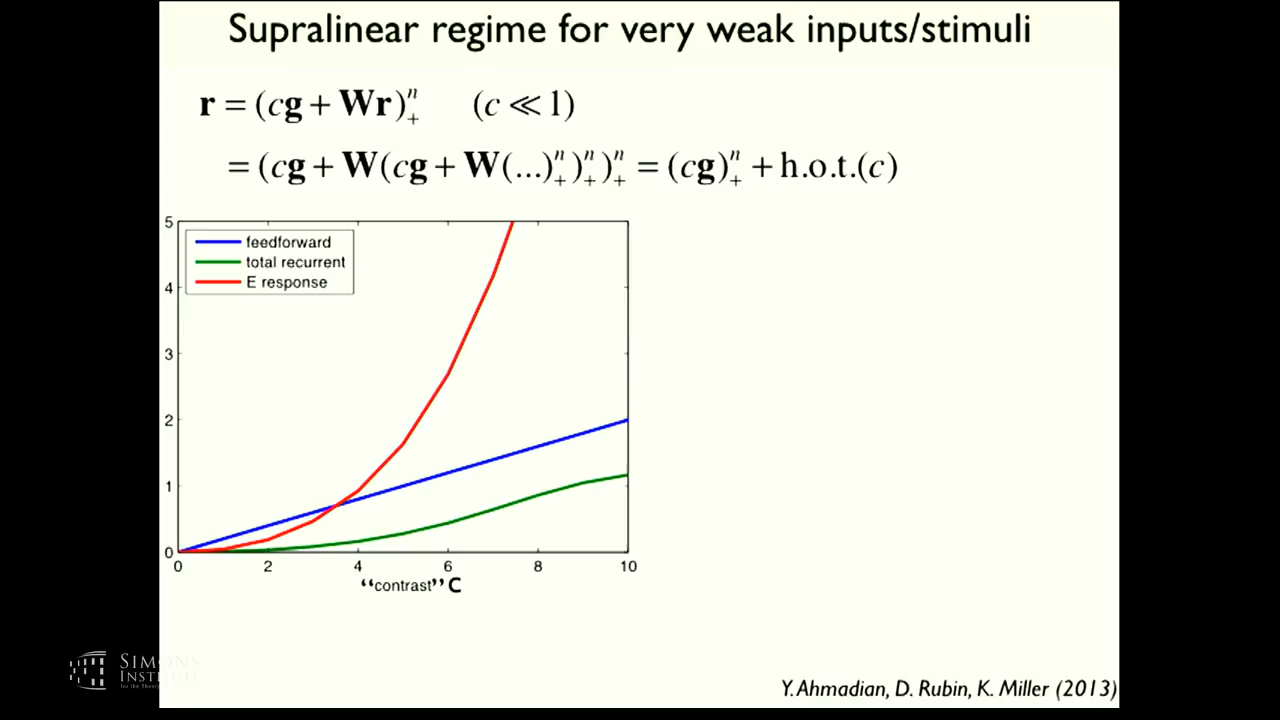 Supralinear regime for very weak inputs/stimuli
r = (cg + Wr)₊ⁿ (c ≪ 1)
= (cg + W(cg + W(...)₊ⁿ)₊ⁿ)₊ⁿ = (cg)₊ⁿ + h.o.t.(c)
5
feedforward
total recurrent
E response
4
3
2
1
0
0 2 4 6 8 10
“contrast” C
SIMONS
INSTITUTE
Y. Ahmadian, D. Rubin, K. Miller (2013)